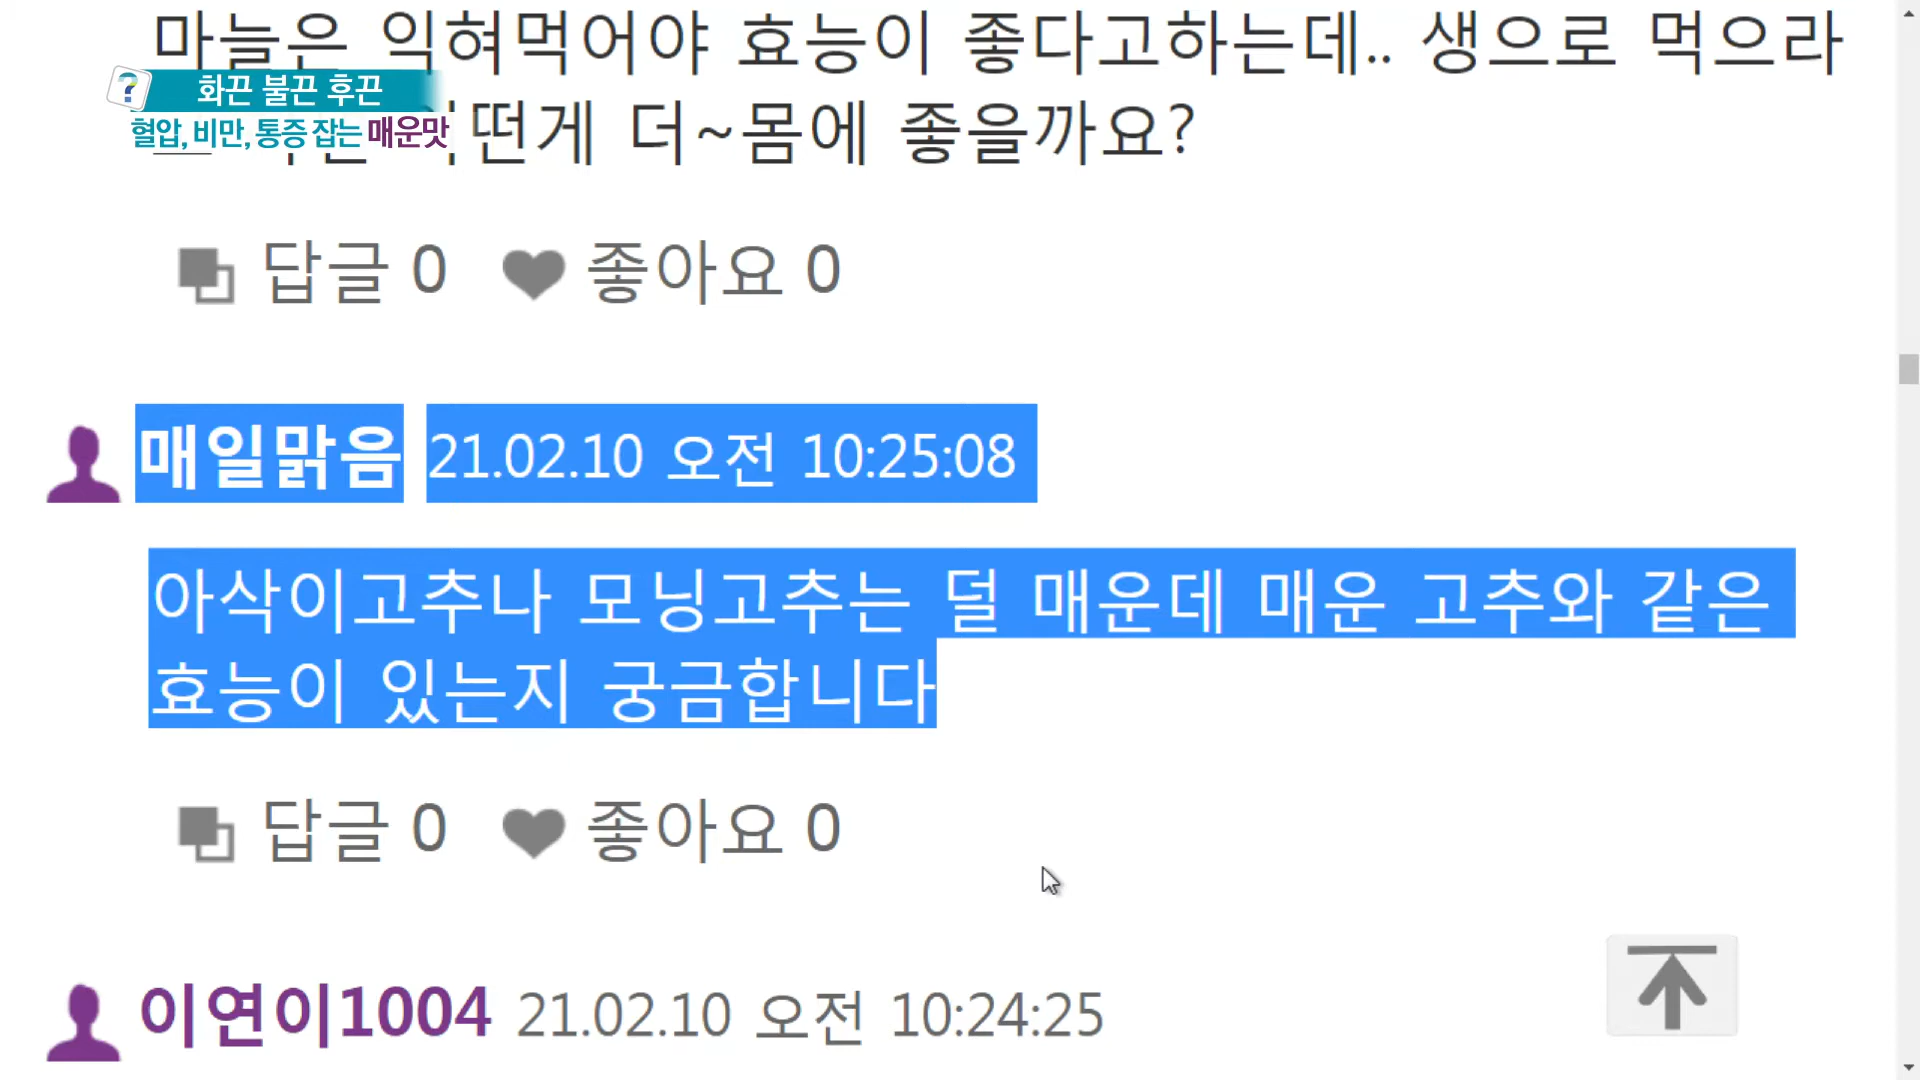 마늘은 익혀먹어야 효능이 좋다고하는데.. 생으로 먹으라
화끈 불끈 후끈
혈압, 비만, 통증 잡는 매운맛
떤게 더~몸에 좋을까요?
답글 0 좋아요 0
매일맑음 21.02.10 오전 10:25:08
아삭이고추나 모닝고추는 덜 매운데 매운 고추와 같은
효능이 있는지 궁금합니다
답글 0 좋아요 0
이연이1004 21.02.10 오전 10:24:25